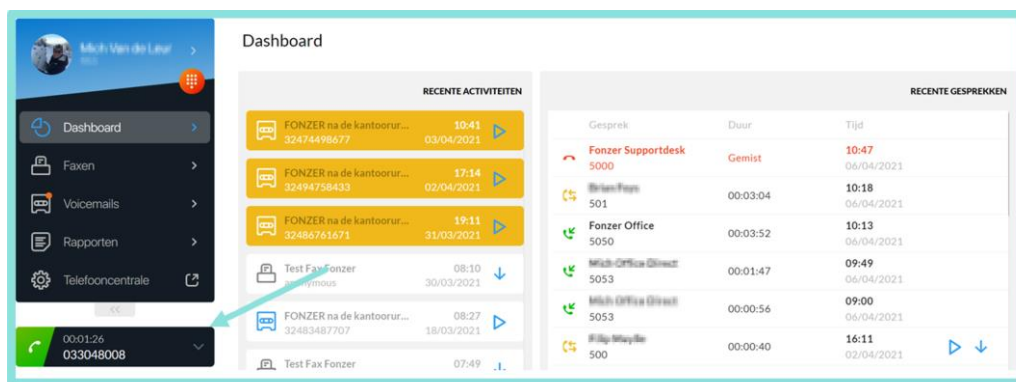 Dashboard
Dashboard
Faxen
Voicemails
Rapporten
Telefooncentrale
<<
00:01:26
033048008
RECENTE ACTIVITEITEN
FONZER na de kantoorur... 10:41
32474498677 03/04/2021
FONZER na de kantoorur... 17:14
32494758433 02/04/2021
FONZER na de kantoorur... 19:11
32486761671 31/03/2021
Test Fax Fonzer 08:10
anonymous 30/03/2021
FONZER na de kantoorur... 08:27
32483487707 18/03/2021
Test Fax Fonzer 07:49
RECENTE GESPREKKEN
Gesprek Duur Tijd
Fonzer Supportdesk 10:47
5000 Gemist 06/04/2021
10:18
501 00:03:04 06/04/2021
Fonzer Office 10:13
5050 00:03:52 06/04/2021
09:49
5053 00:01:47 06/04/2021
09:00
5053 00:00:56 06/04/2021
16:11
500 00:00:40 02/04/2021